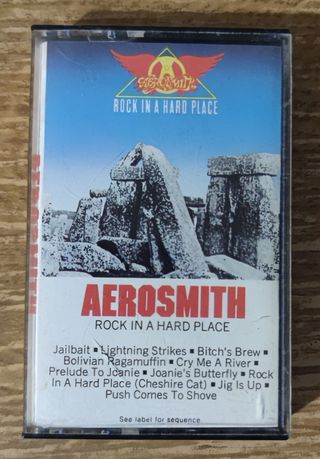 AEROSMITH
ROCK IN A HARD PLACE
AEROSMITH
AEROSMITH
ROCK IN A HARD PLACE
Jailbait ▪ Lightning Strikes ▪ Bitch's Brew ▪
Bolivian Ragamuffin ▪ Cry Me A River ▪
Prelude To Joanie ▪ Joanie's Butterfly ▪ Rock
In A Hard Place (Cheshire Cat) ▪ Jig Is Up ▪
Push Comes To Shove
See label for sequence